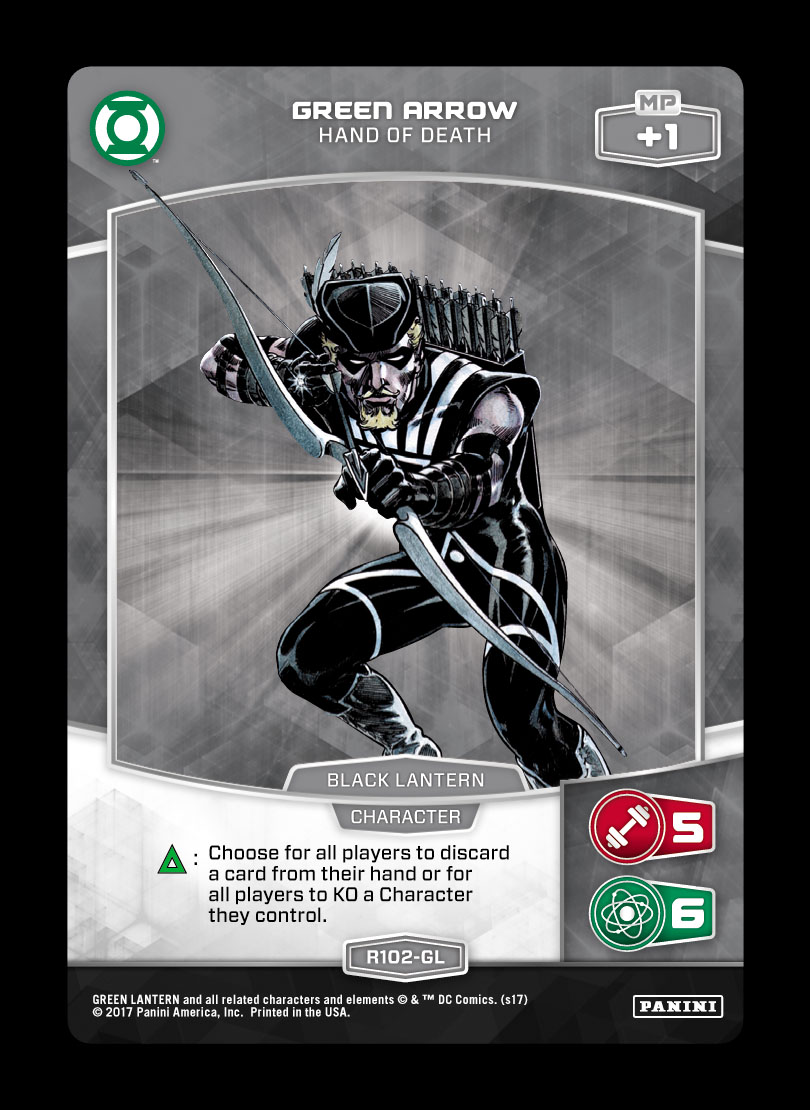 GREEN ARROW
HAND OF DEATH
MP
+1
TM
BLACK LANTERN
CHARACTER
: Choose for all players to discard
a card from their hand or for
all players to KO a Character
they control.
5
6
R102-GL
GREEN LANTERN and all related characters and elements © & ™ DC Comics. (s17)
© 2017 Panini America, Inc. Printed in the USA.
PANINI